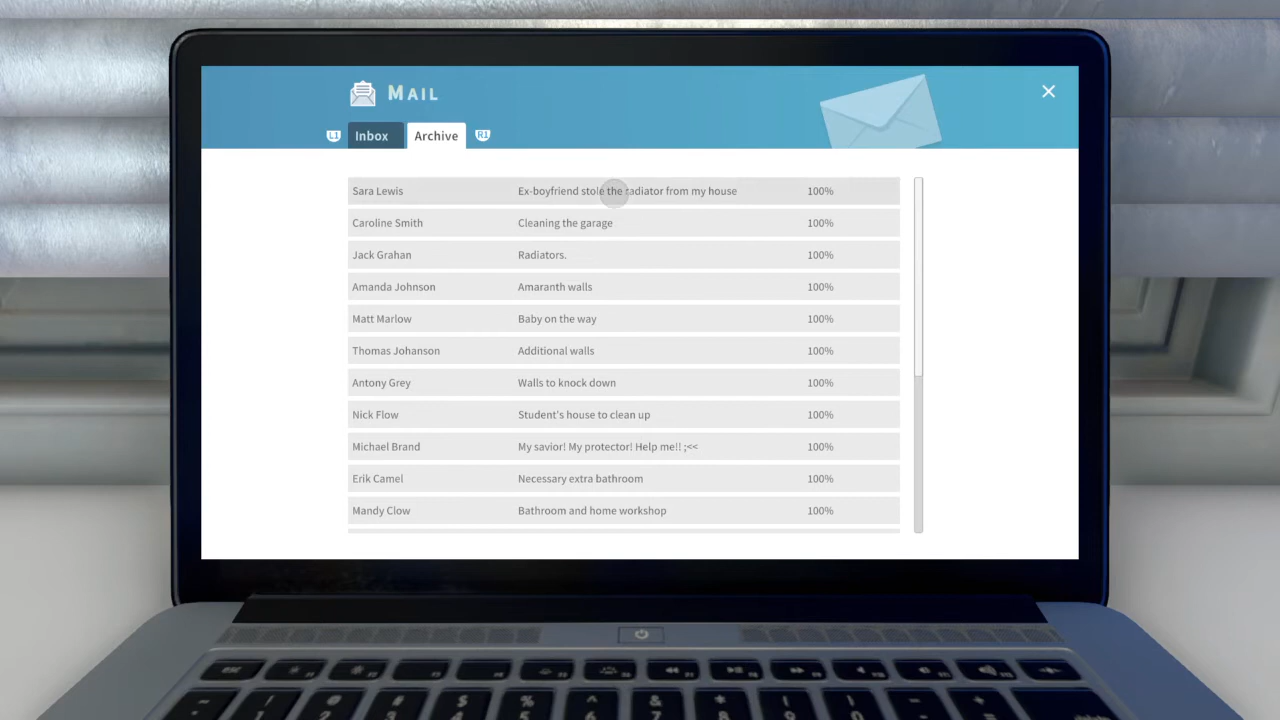 MAIL
L1 Inbox Archive R1
Sara Lewis Ex-boyfriend stole the radiator from my house 100%
Caroline Smith Cleaning the garage 100%
Jack Grahan Radiators. 100%
Amanda Johnson Amaranth walls 100%
Matt Marlow Baby on the way 100%
Thomas Johanson Additional walls 100%
Antony Grey Walls to knock down 100%
Nick Flow Student's house to clean up 100%
Michael Brand My savior! My protector! Help me!! ;<< 100%
Erik Camel Necessary extra bathroom 100%
Mandy Clow Bathroom and home workshop 100%